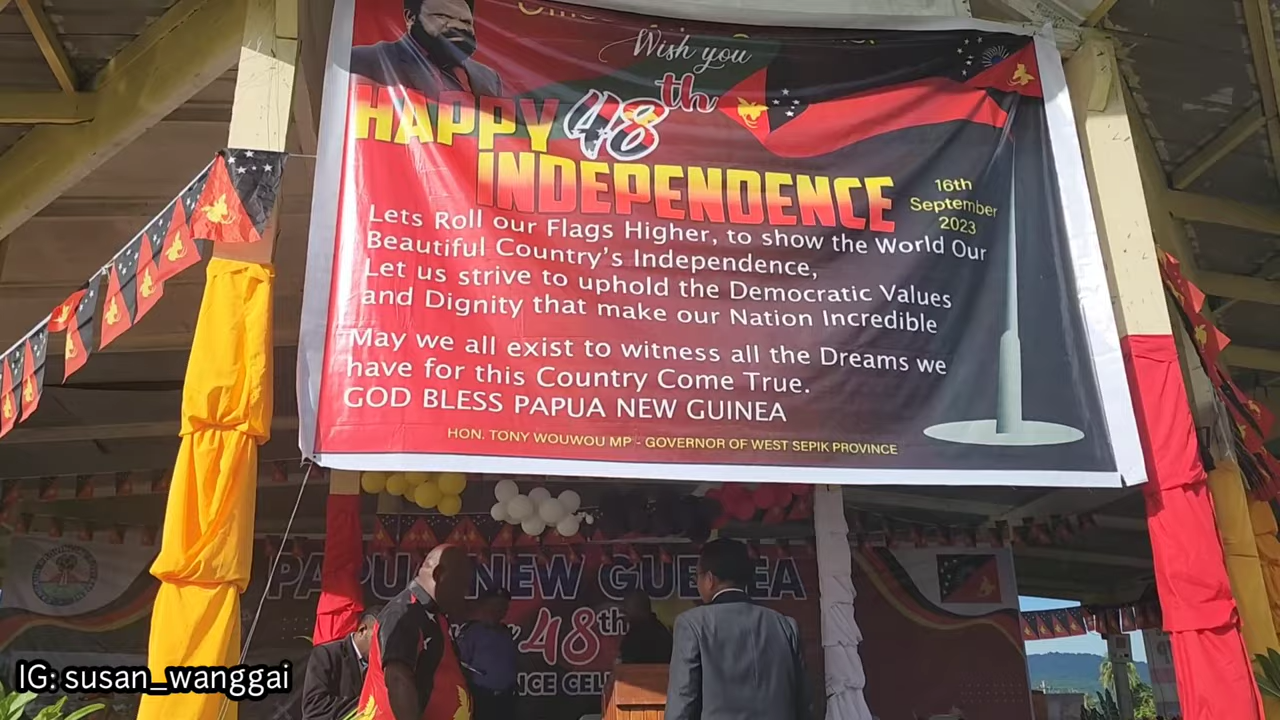 Wish you
HAPPY 48th
INDEPENDENCE
16th
September
2023
Lets Roll our Flags Higher, to show the World Our
Beautiful Country's Independence,
Let us strive to uphold the Democratic Values
and Dignity that make our Nation Incredible
May we all exist to witness all the Dreams we
have for this Country Come True.
GOD BLESS PAPUA NEW GUINEA
HON. TONY WOUWOU MP - GOVERNOR OF WEST SEPIK PROVINCE
PAPUA NEW GUINEA
48th
IG: susan_wanggai